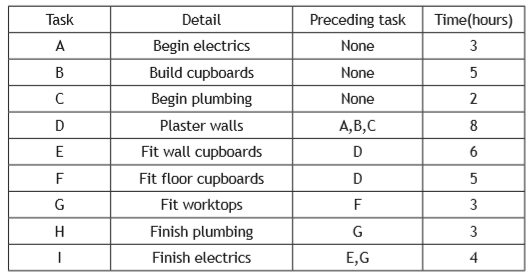 Task Detail Preceding task Time(hours)
A Begin electrics None 3
B Build cupboards None 5
C Begin plumbing None 2
D Plaster walls A,B,C 8
E Fit wall cupboards D 6
F Fit floor cupboards D 5
G Fit worktops F 3
H Finish plumbing G 3
I Finish electrics E,G 4